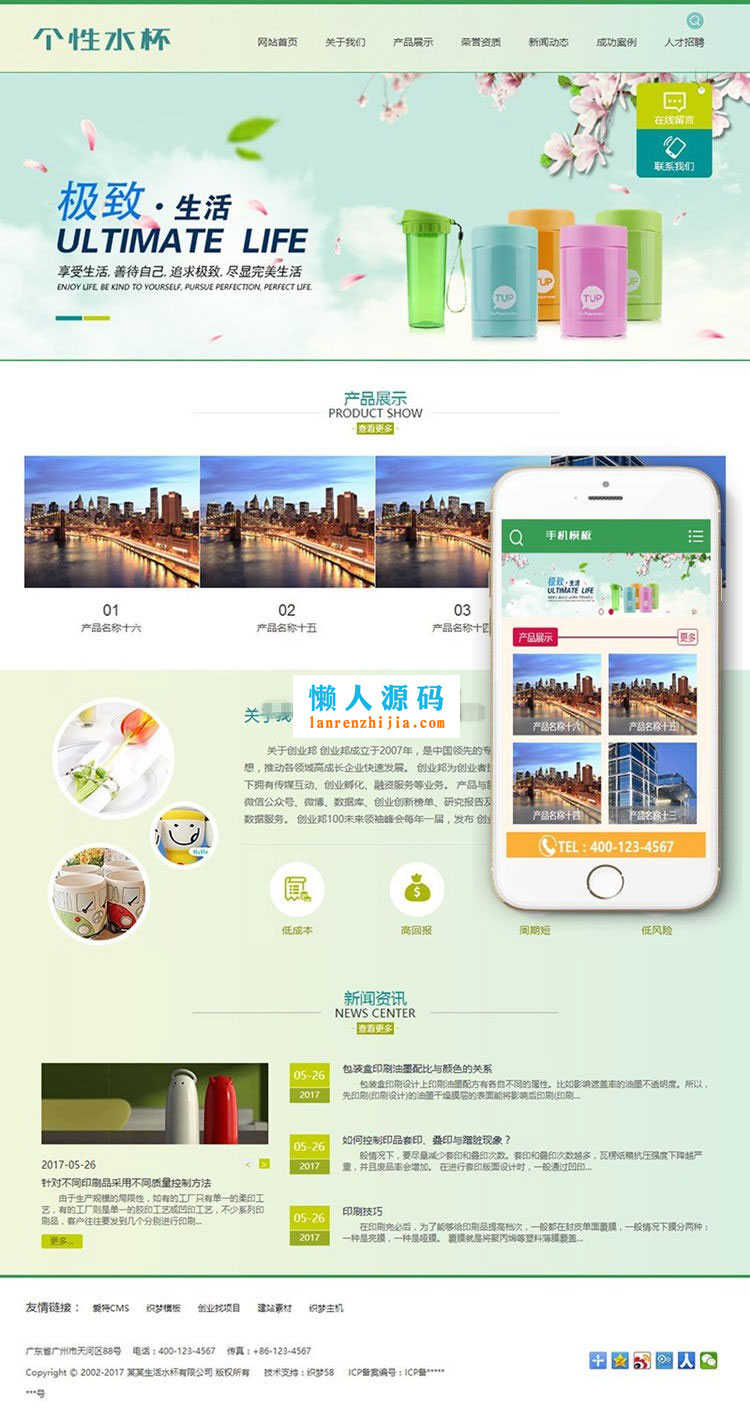 个性水杯
网站首页 关于我们 产品展示 荣誉资质 新闻动态 成功案例 人才招聘
在线留言
联系我们
极致·生活
ULTIMATE LIFE
享受生活, 善待自己, 追求极致, 尽显完美生活
ENJOY LIFE, BE KIND TO YOURSELF, PURSUE PERFECTION, PERFECT LIFE.
TUP
TUP
TUP
产品展示
PRODUCT SHOW
查看更多
01 02 03
产品名称十六 产品名称十五 产品名称十四
手机模板
极致·生活
ULTIMATE LIFE
产品展示 更多
产品名称十六 产品名称十五
产品名称十四 产品名称十三
TEL : 400-123-4567
懒人源码
lanrenzhijia.com
关于我
关于创业邦 创业邦成立于2007年，是中国领先的
想，推动各领域高成长企业快速发展。 创业邦为创业者
下拥有传媒互动、创业孵化、融资服务等业务。 产品与
微信公众号、微博、数据库、创业创新榜单、研究报告及
数据服务。 创业邦100未来领袖峰会每年一届，发布 创
低成本 高回报 周期短 低风险
新闻资讯
NEWS CENTER
查看更多
2017-05-26 < >
针对不同印刷品采用不同质量控制方法
由于生产规模的局限性，如有的工厂只有单一的柔印工
艺，有的工厂则是单一的胶印工艺或凹印工艺，不少系列印
刷品，客户往往要发到几个分别进行印刷...
更多...
05-26
2017
包装盒印刷油墨配比与颜色的关系
包装盒印刷设计上印刷油墨配方有各自不同的属性。比如影响遮盖率的油墨不透明度。所以，
先印刷(印刷设计)的油墨干燥膜层的表面能将影响后印刷(印刷...
05-26
2017
如何控制印品套印、叠印与蹭脏现象？
般情况下，要尽量减少套印和叠印次数。套印和叠印次数越多，瓦楞纸箱抗压强度下降越严
重，并且废品率会增加。 在进行套印版面设计时，一般通过凹印...
05-26
2017
印刷技巧
在印刷完必后，为了能够给印刷品提高档次，一般都在封皮单面覆膜，一般情况下膜分两种：
一种是亮膜，一种是哑膜。 覆膜就是将聚丙烯等塑料薄膜覆盖...
友情链接： 爱特CMS 织梦模板 创业找项目 建站素材 织梦主机
广东省广州市天河区88号 电话：400-123-4567 传真：+86-123-4567
Copyright © 2002-2017 某某生活水杯有限公司 版权所有 技术支持：织梦58 ICP备案编号：ICP备*****
***号